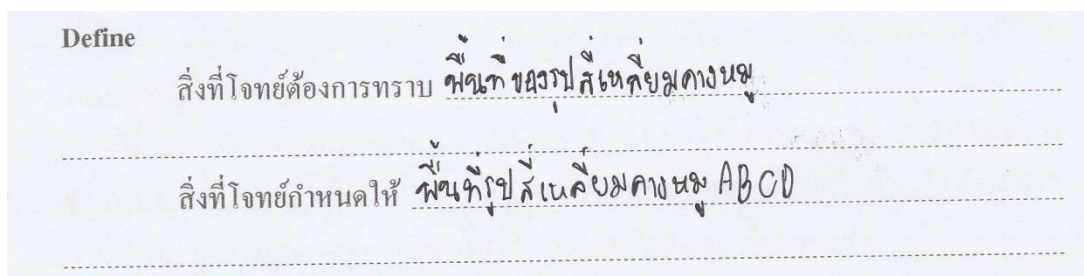 Define
สิ่งที่โจทย์ต้องการทราบ พื้นที่ของรูปสี่เหลี่ยมคางหมู
สิ่งที่โจทย์กำหนดให้ พื้นที่รูปสี่เหลี่ยมคางหมู ABCD